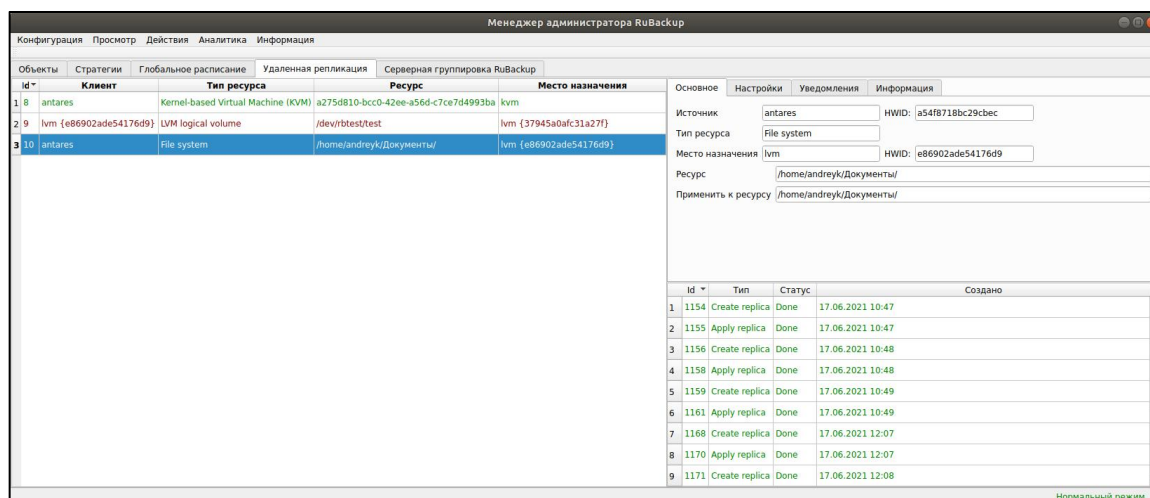 Менеджер администратора RuBackup
Конфигурация Просмотр Действия Аналитика Информация
Объекты Стратегии Глобальное расписание Удаленная репликация Серверная группировка RuBackup
Id Клиент Тип ресурса Ресурс Место назначения
1 8 antares Kernel-based Virtual Machine (KVM) a275d810-bcc0-42ee-a56d-c7ce7d4993ba kvm
2 9 lvm {e86902ade54176d9} LVM logical volume /dev/rbtest/test lvm {37945a0afc31a27f}
3 10 antares File system /home/andreyk/Документы/ lvm {e86902ade54176d9}
Основное Настройки Уведомления Информация
Источник antares HWID: a54f8718bc29cbec
Тип ресурса File system
Место назначения lvm HWID: e86902ade54176d9
Ресурс /home/andreyk/Документы/
Применить к ресурсу /home/andreyk/Документы/
Id Тип Статус Создано
1 1154 Create replica Done 17.06.2021 10:47
2 1155 Apply replica Done 17.06.2021 10:47
3 1156 Create replica Done 17.06.2021 10:48
4 1158 Apply replica Done 17.06.2021 10:48
5 1159 Create replica Done 17.06.2021 10:49
6 1161 Apply replica Done 17.06.2021 10:49
7 1168 Create replica Done 17.06.2021 12:07
8 1170 Apply replica Done 17.06.2021 12:07
9 1171 Create replica Done 17.06.2021 12:08
Нормальный режим